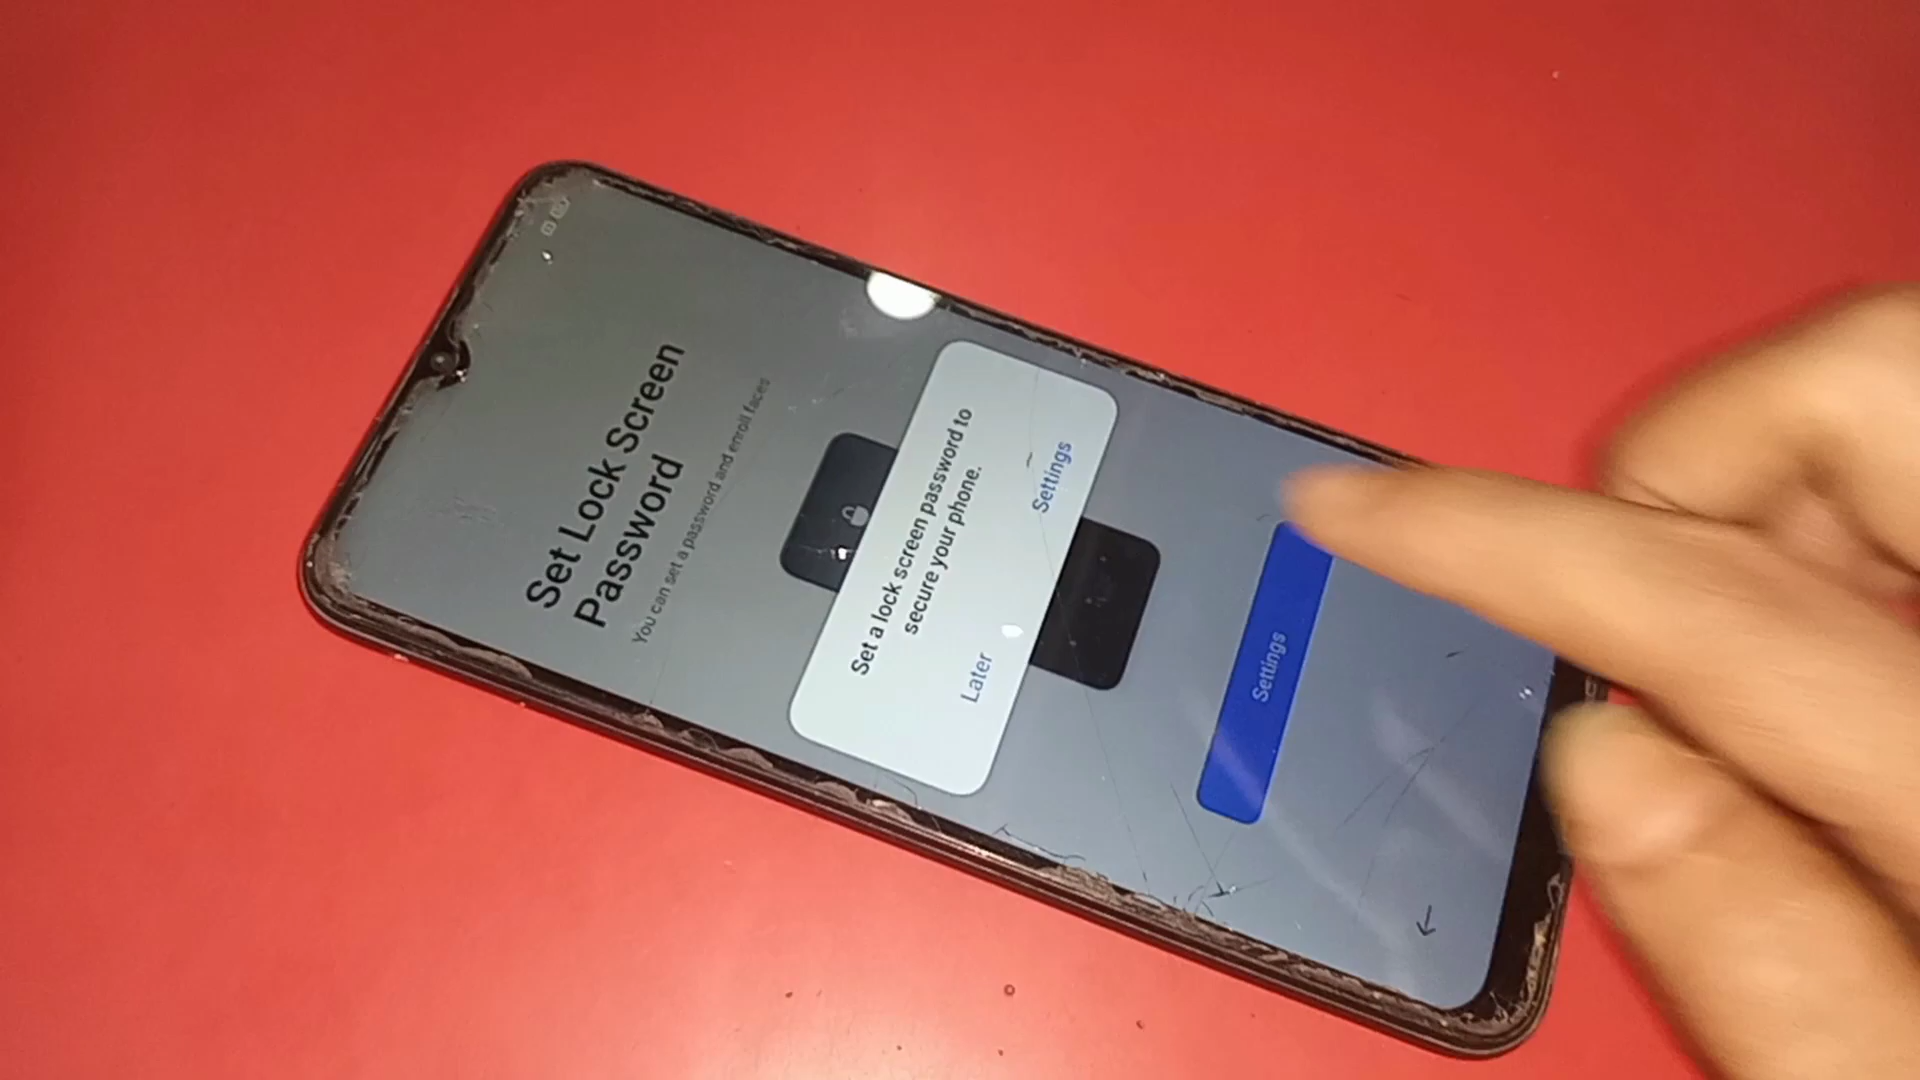 Set Lock Screen
Password
You can set a password and enroll faces
Set a lock screen password to
secure your phone.
Later
Settings
Settings